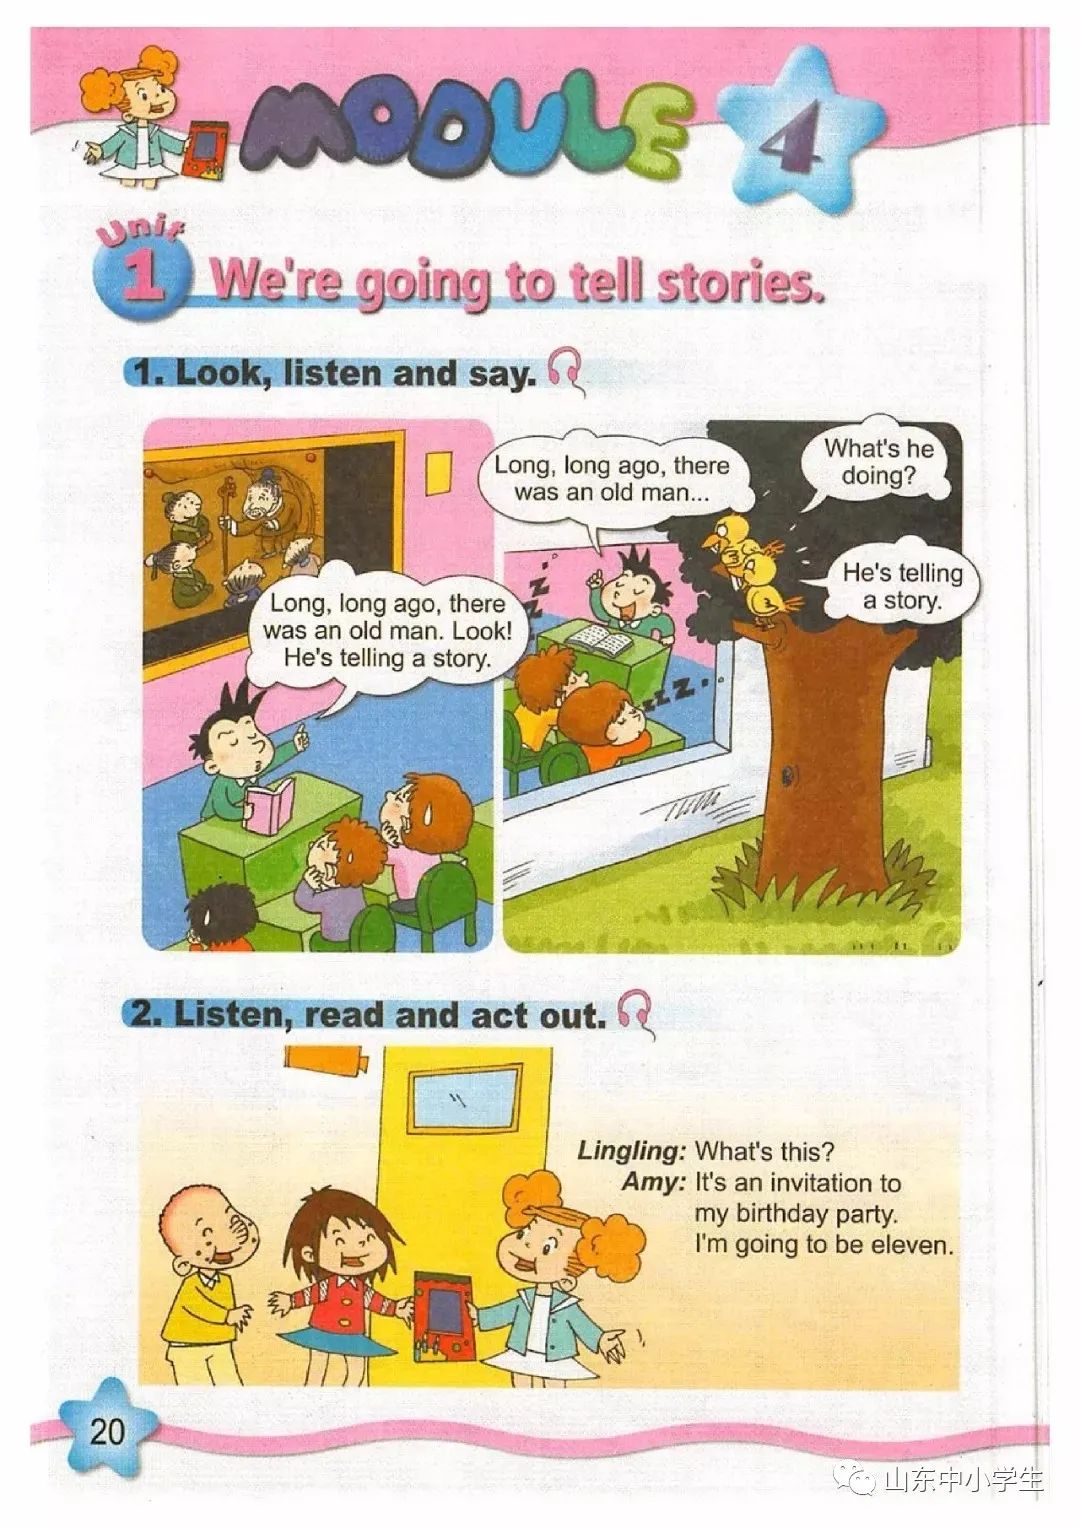 MODULE 4
Unit
1 We're going to tell stories.
1. Look, listen and say.
Long, long ago, there
was an old man. Look!
He's telling a story.
Long, long ago, there
was an old man...
What's he
doing?
He's telling
a story.
zzz
zzz
2. Listen, read and act out.
Lingling: What's this?
Amy: It's an invitation to
my birthday party.
I'm going to be eleven.
20
山东中小学生